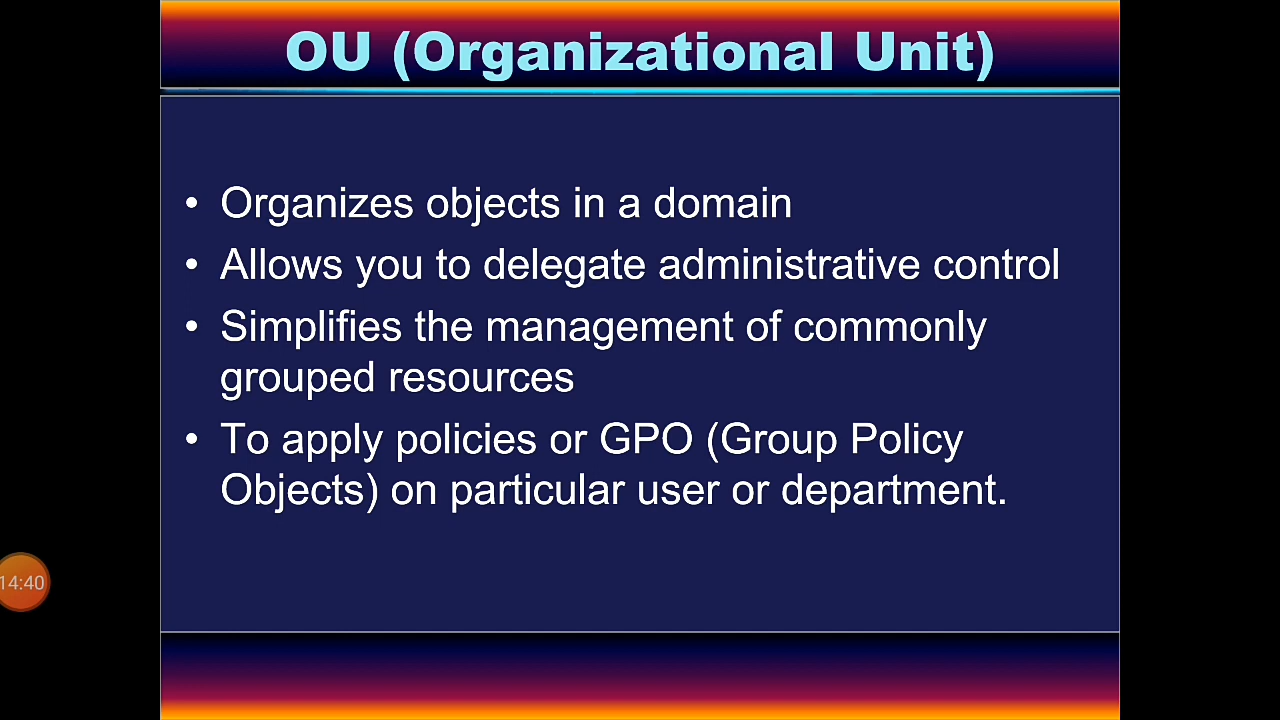 OU (Organizational Unit)
• Organizes objects in a domain
• Allows you to delegate administrative control
• Simplifies the management of commonly
grouped resources
• To apply policies or GPO (Group Policy
Objects) on particular user or department.
14:40